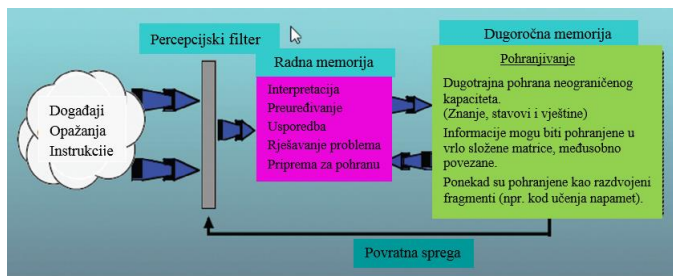 Percepcijski filter
Dugoročna memorija
Radna memorija
Događaji
Opažanja
Instrukcije
Interpretacija
Preuređivanje
Usporedba
Rješavanje problema
Priprema za pohranu
Pohranjivanje
Dugotrajna pohrana neograničenog
kapaciteta.
(Znanje, stavovi i vještine)
Informacije mogu biti pohranjene u
vrlo složene matrice, međusobno
povezane.
Ponekad su pohranjene kao razdvojeni
fragmenti (npr. kod učenja napamet).
Povratna sprega